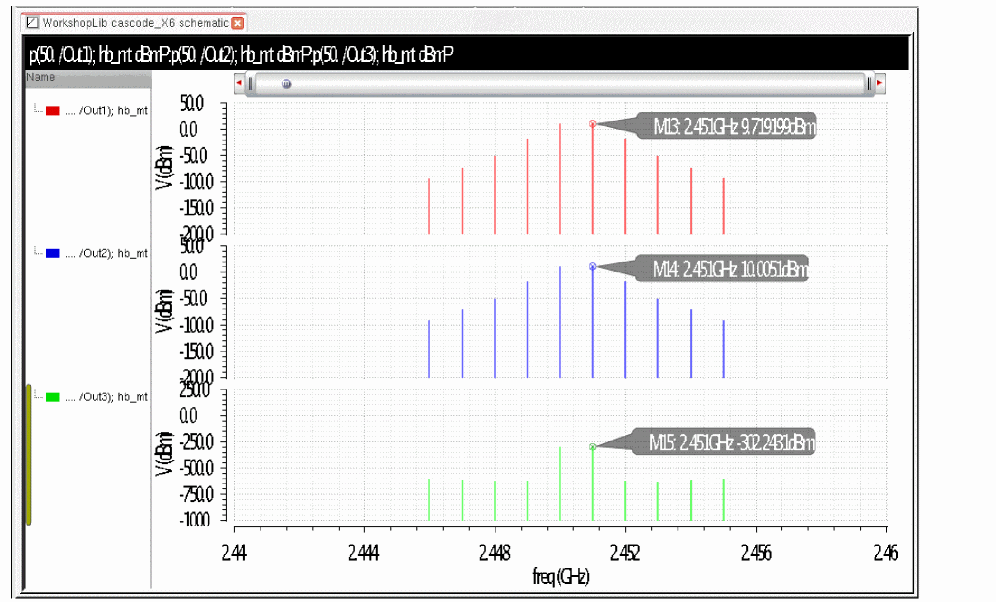 WorkshopLib cascode_X6 schematic
p(50. /Out1); hb_mt dBmP:p(50. /Out2); hb_mt dBmP:p(50. /Out3); hb_mt dBmP
Name
.... /Out1); hb_mt
50.0
0.0
-50.0
-100.0
-150.0
-200.0
V (dBm)
M13: 2.451GHz 9.719199dBm
.... /Out2); hb_mt
50.0
0.0
-50.0
-100.0
-150.0
-200.0
V (dBm)
M14: 2.451GHz 10.0051dBm
.... /Out3); hb_mt
250.0
0.0
-250.0
-500.0
-750.0
-1000
V (dBm)
M15: 2.451GHz -302.2431dBm
2.44 2.444 2.448 2.452 2.456 2.46
freq (GHz)